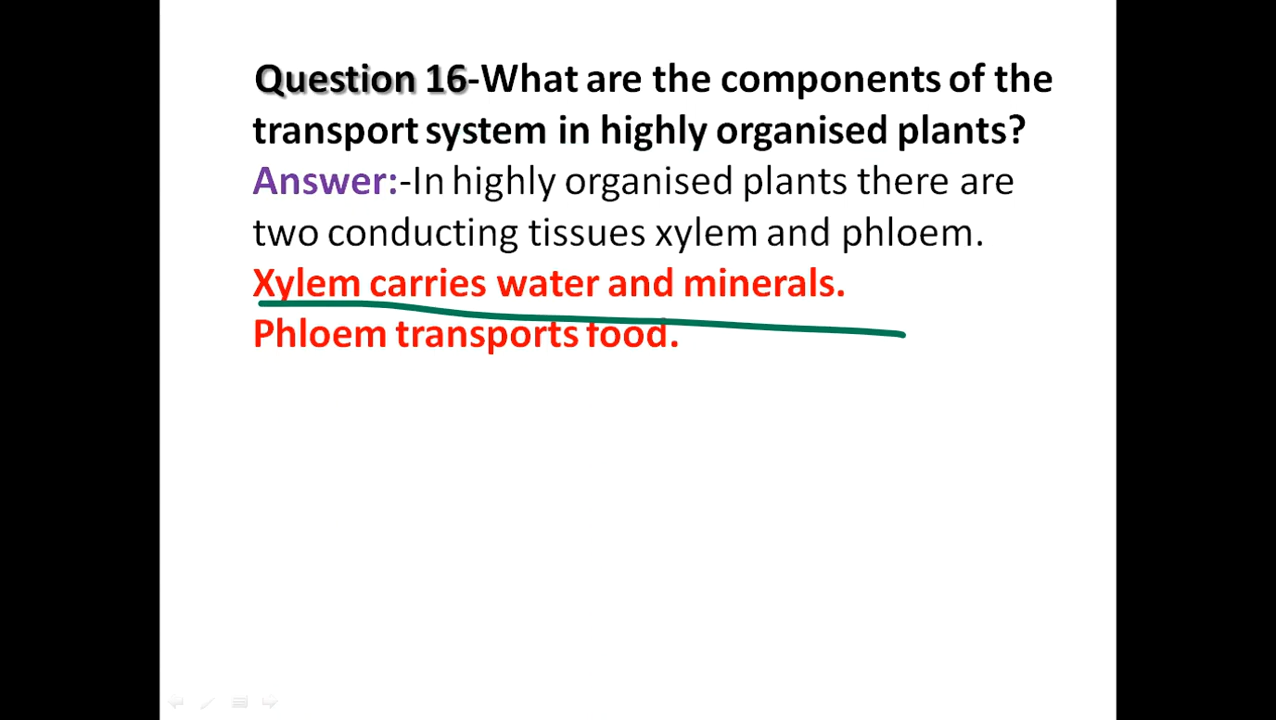 Question 16-What are the components of the
transport system in highly organised plants?
Answer:-In highly organised plants there are
two conducting tissues xylem and phloem.
Xylem carries water and minerals.
Phloem transports food.